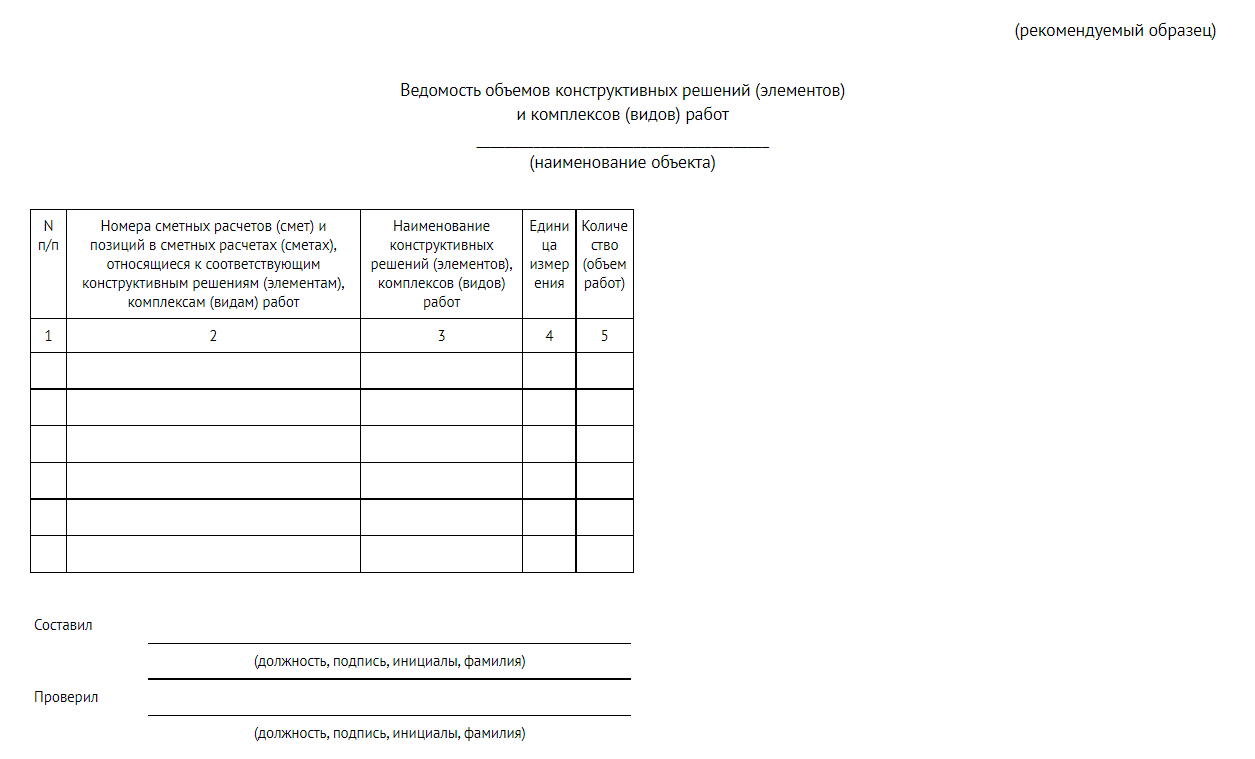 (рекомендуемый образец)
Ведомость объемов конструктивных решений (элементов)
и комплексов (видов) работ
(наименование объекта)
N
п/п
Номера сметных расчетов (смет) и
позиций в сметных расчетах (сметах),
относящиеся к соответствующим
конструктивным решениям (элементам),
комплексам (видам) работ
Наименование
конструктивных
решений (элементов),
комплексов (видов)
работ
Едини
ца
измер
ения
Количе
ство
(объем
работ)
1 2 3 4 5
Составил
(должность, подпись, инициалы, фамилия)
Проверил
(должность, подпись, инициалы, фамилия)